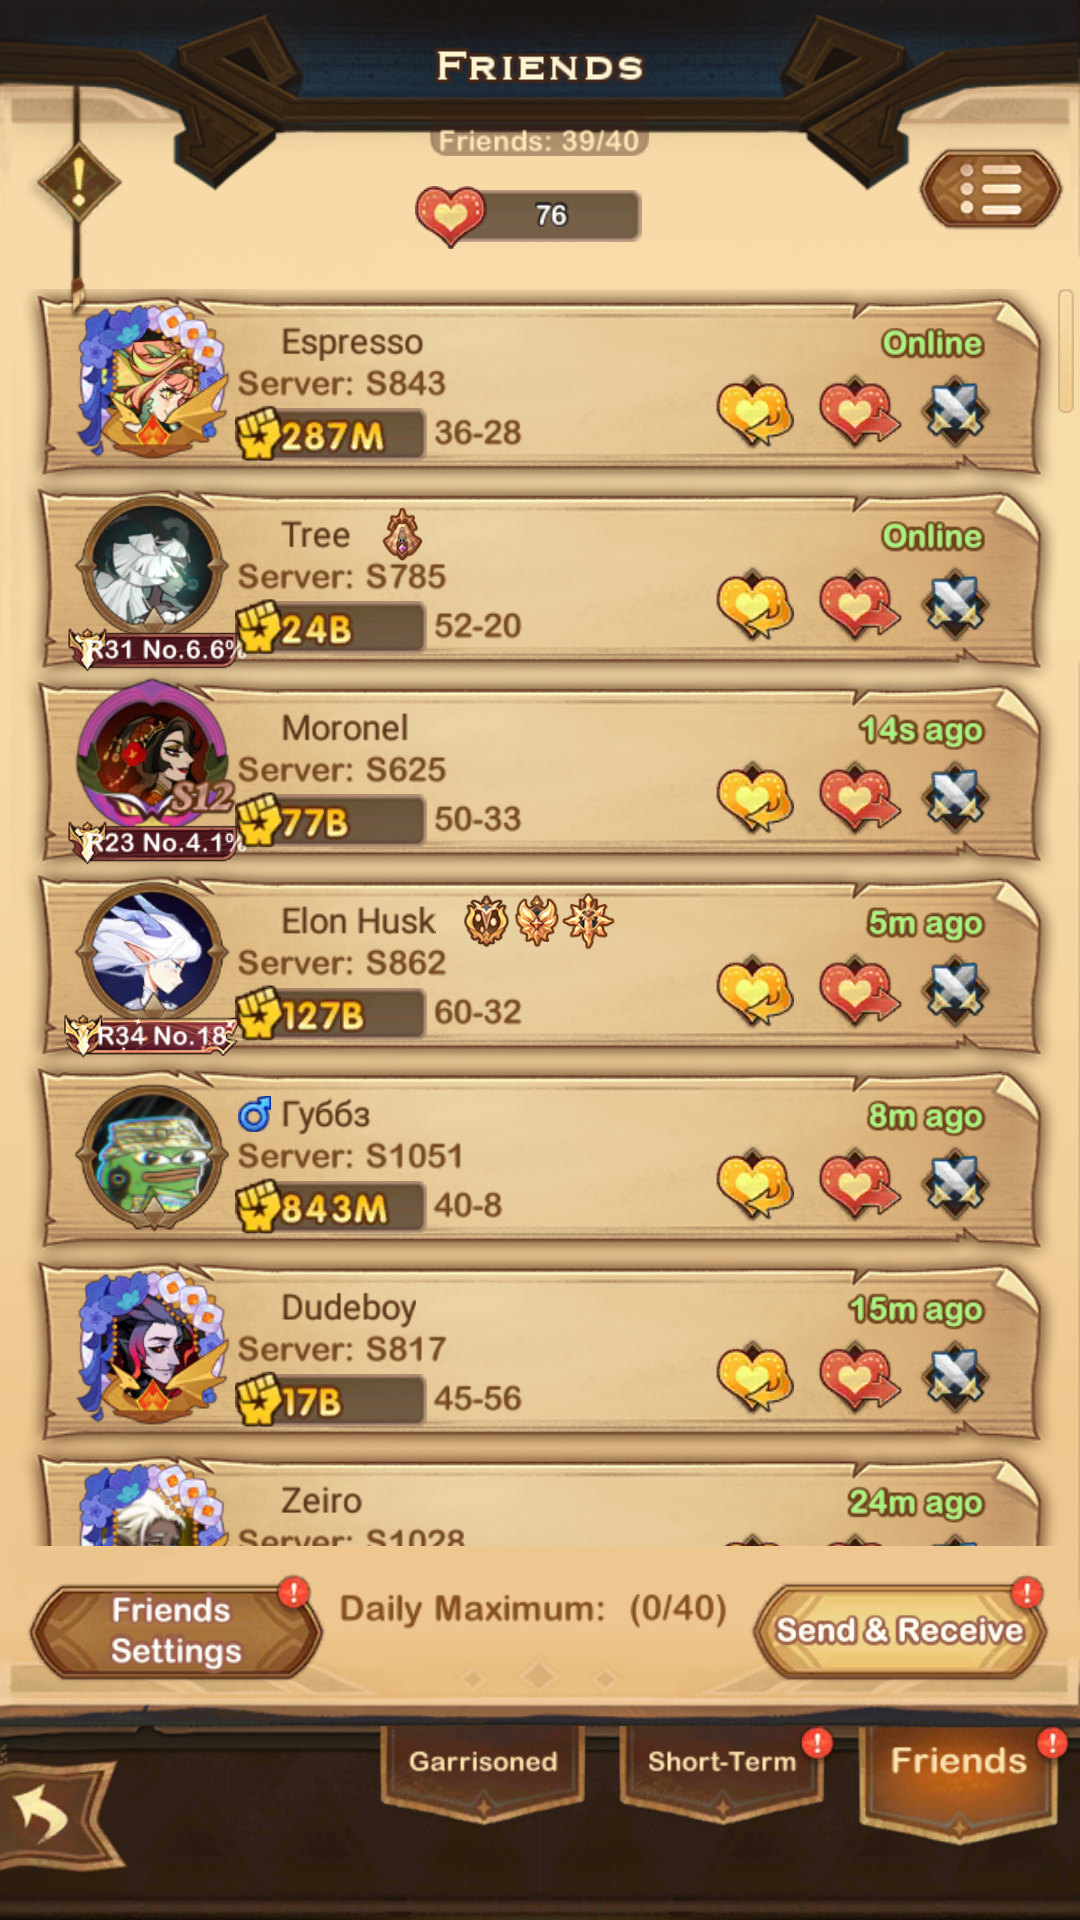 FRIENDS
Friends: 39/40
76
Espresso
Online
Server: S843
287M 36-28
Tree
Online
Server: S785
24B 52-20
R31 No.6.6%
Moronel
14s ago
Server: S625
S12
77B 50-33
R23 No.4.1%
Elon Husk
5m ago
Server: S862
127B 60-32
R34 No.18
Губбз
8m ago
Server: S1051
843M 40-8
Dudeboy
15m ago
Server: S817
17B 45-56
Zeiro
24m ago
Server: S1028
Friends Settings
Daily Maximum: (0/40)
Send & Receive
Garrisoned
Short-Term
Friends